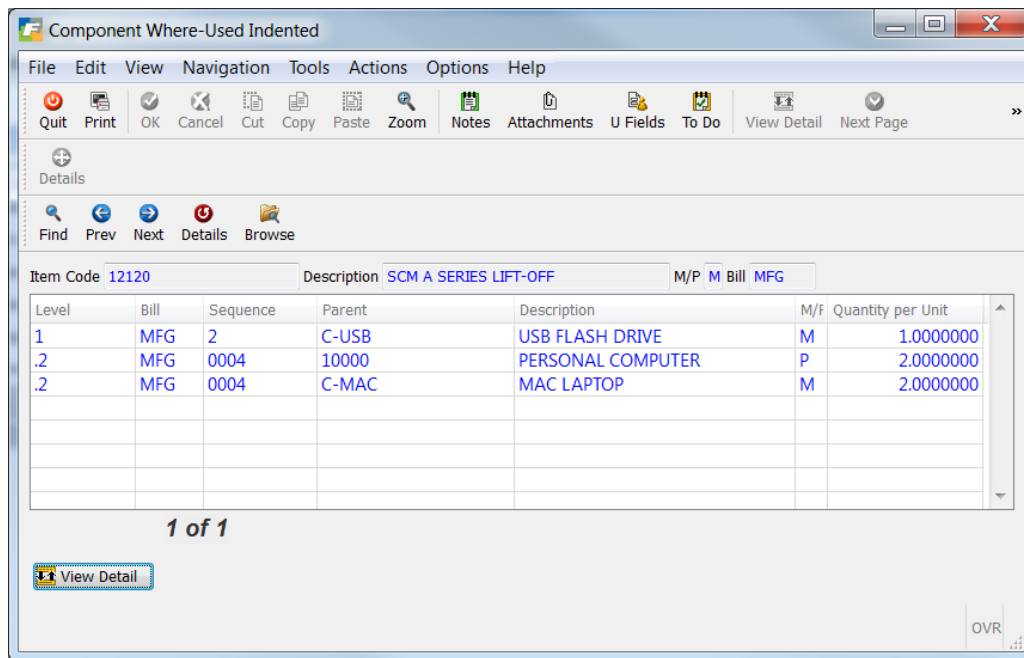 Component Where-Used Indented
File Edit View Navigation Tools Actions Options Help
Quit Print OK Cancel Cut Copy Paste Zoom Notes Attachments U Fields To Do View Detail Next Page »
Details
Find Prev Next Details Browse
Item Code 12120 Description SCM A SERIES LIFT-OFF M/P M Bill MFG
Level Bill Sequence Parent Description M/F Quantity per Unit
1 MFG 2 C-USB USB FLASH DRIVE M 1.0000000
.2 MFG 0004 10000 PERSONAL COMPUTER P 2.0000000
.2 MFG 0004 C-MAC MAC LAPTOP M 2.0000000
1 of 1
View Detail
OVR